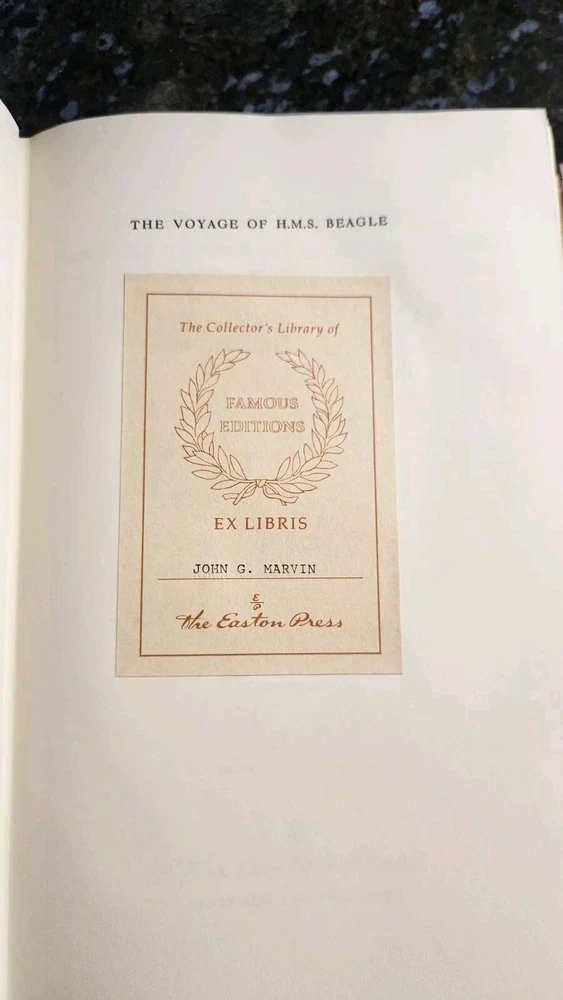 THE VOYAGE OF H.M.S. BEAGLE
The Collector's Library of
FAMOUS
EDITIONS
EX LIBRIS
JOHN G. MARVIN
E
P
the Easton Press